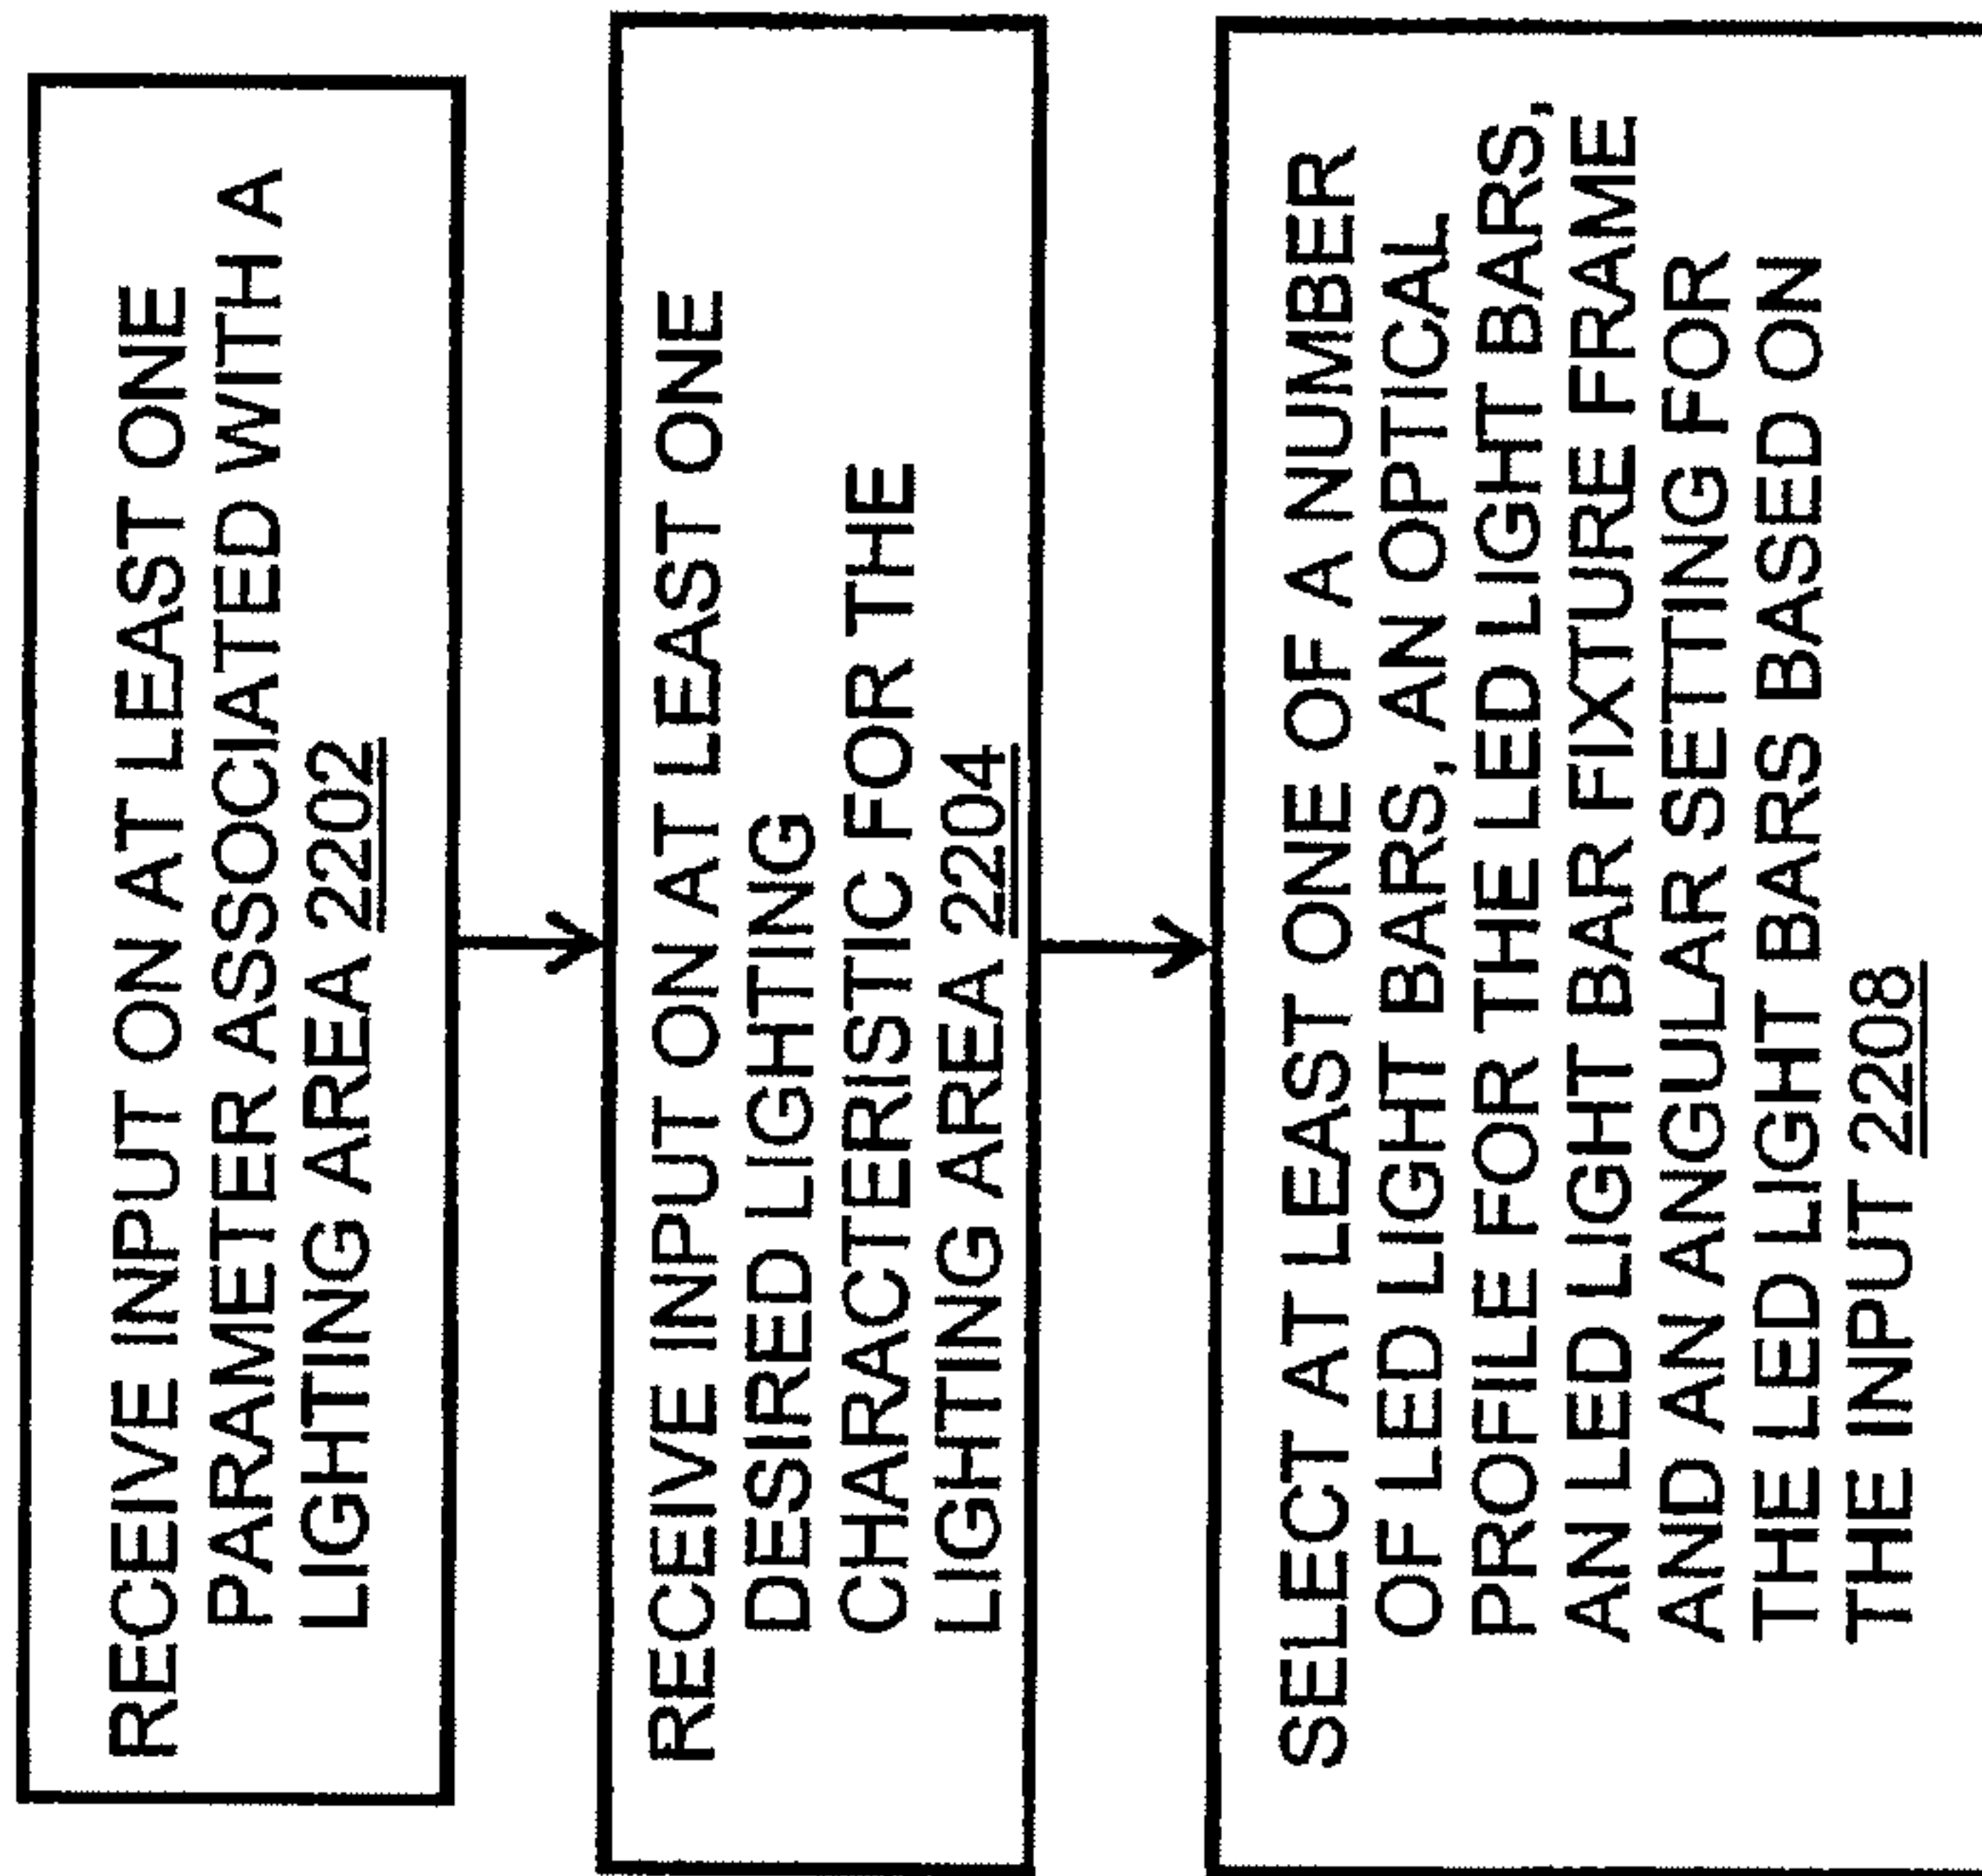 RECEIVE INPUT ON AT LEAST ONE
PARAMETER ASSOCIATED WITH A
LIGHTING AREA 2202
RECEIVE INPUT ON AT LEAST ONE
DESIRED LIGHTING
CHARACTERISTIC FOR THE
LIGHTING AREA 2204
SELECT AT LEAST ONE OF A NUMBER
OF LED LIGHT BARS, AN OPTICAL
PROFILE FOR THE LED LIGHT BARS,
AN LED LIGHT BAR FIXTURE FRAME
AND AN ANGULAR SETTING FOR
THE LED LIGHT BARS BASED ON
THE INPUT 2208